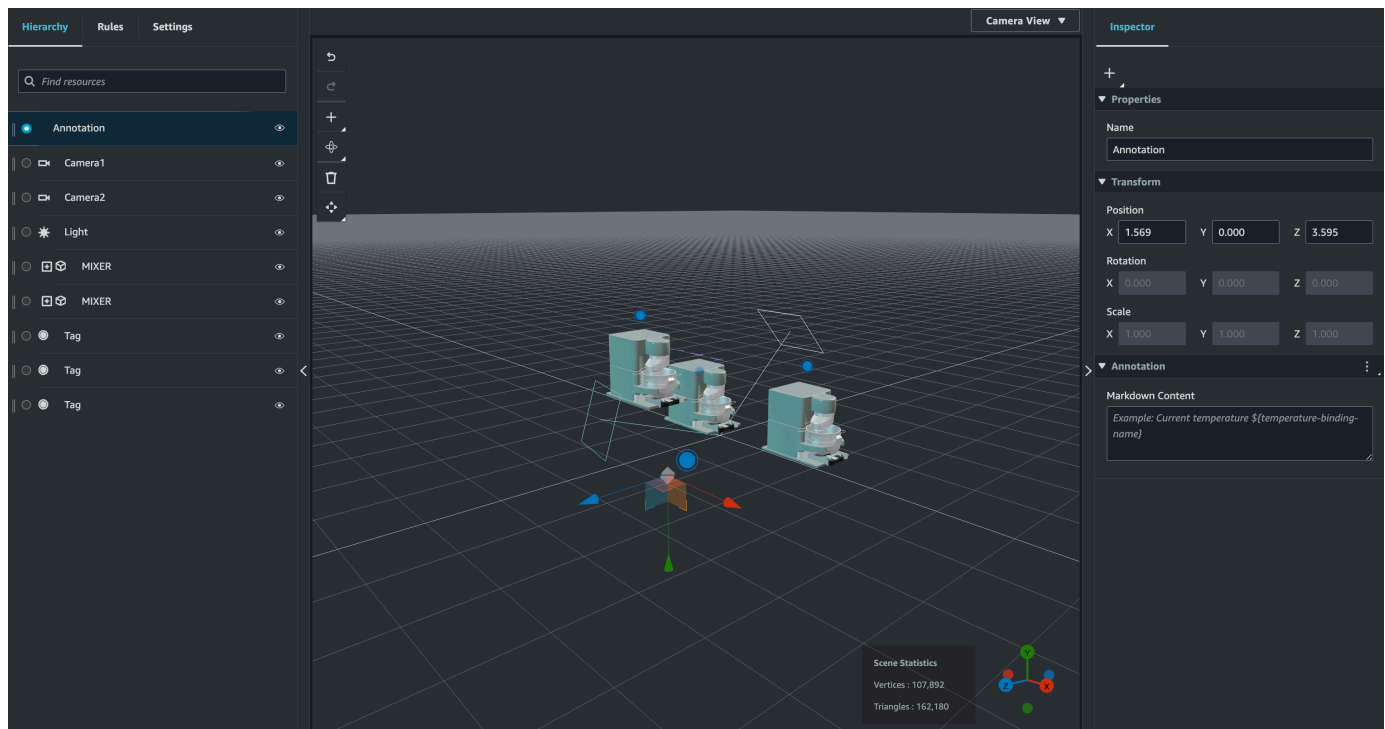 Hierarchy Rules Settings
Find resources
Annotation
Camera1
Camera2
Light
MIXER
MIXER
Tag
Tag
Tag
Camera View ▼
Scene Statistics
Vertices : 107,892
Triangles : 162,180
Y
Z X
Inspector
Properties
Name
Annotation
Transform
Position
X 1.569 Y 0.000 Z 3.595
Rotation
X 0.000 Y 0.000 Z 0.000
Scale
X 1.000 Y 1.000 Z 1.000
Annotation
Markdown Content
Example: Current temperature ${temperature-binding-
name}